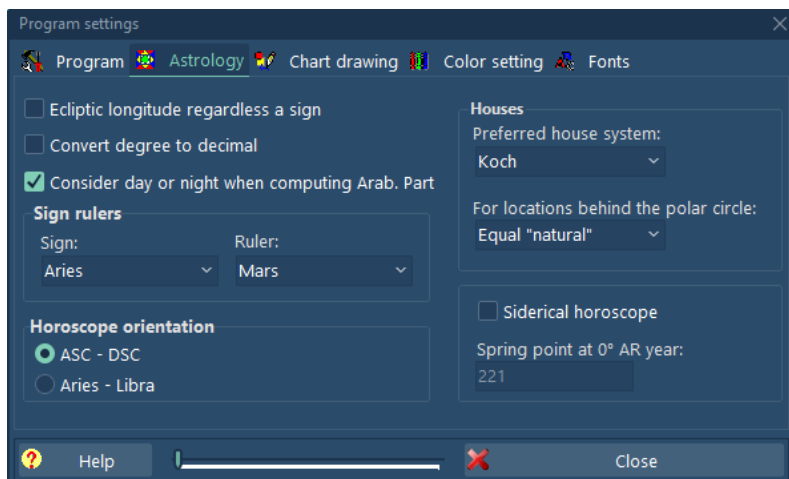 Program settings
Program Astrology Chart drawing Color setting Fonts
Ecliptic longitude regardless a sign
Convert degree to decimal
Consider day or night when computing Arab. Part
Sign rulers
Sign: Ruler:
Aries Mars
Horoscope orientation
ASC - DSC
Aries - Libra
Houses
Preferred house system:
Koch
For locations behind the polar circle:
Equal "natural"
Siderical horoscope
Spring point at 0° AR year:
221
Help Close